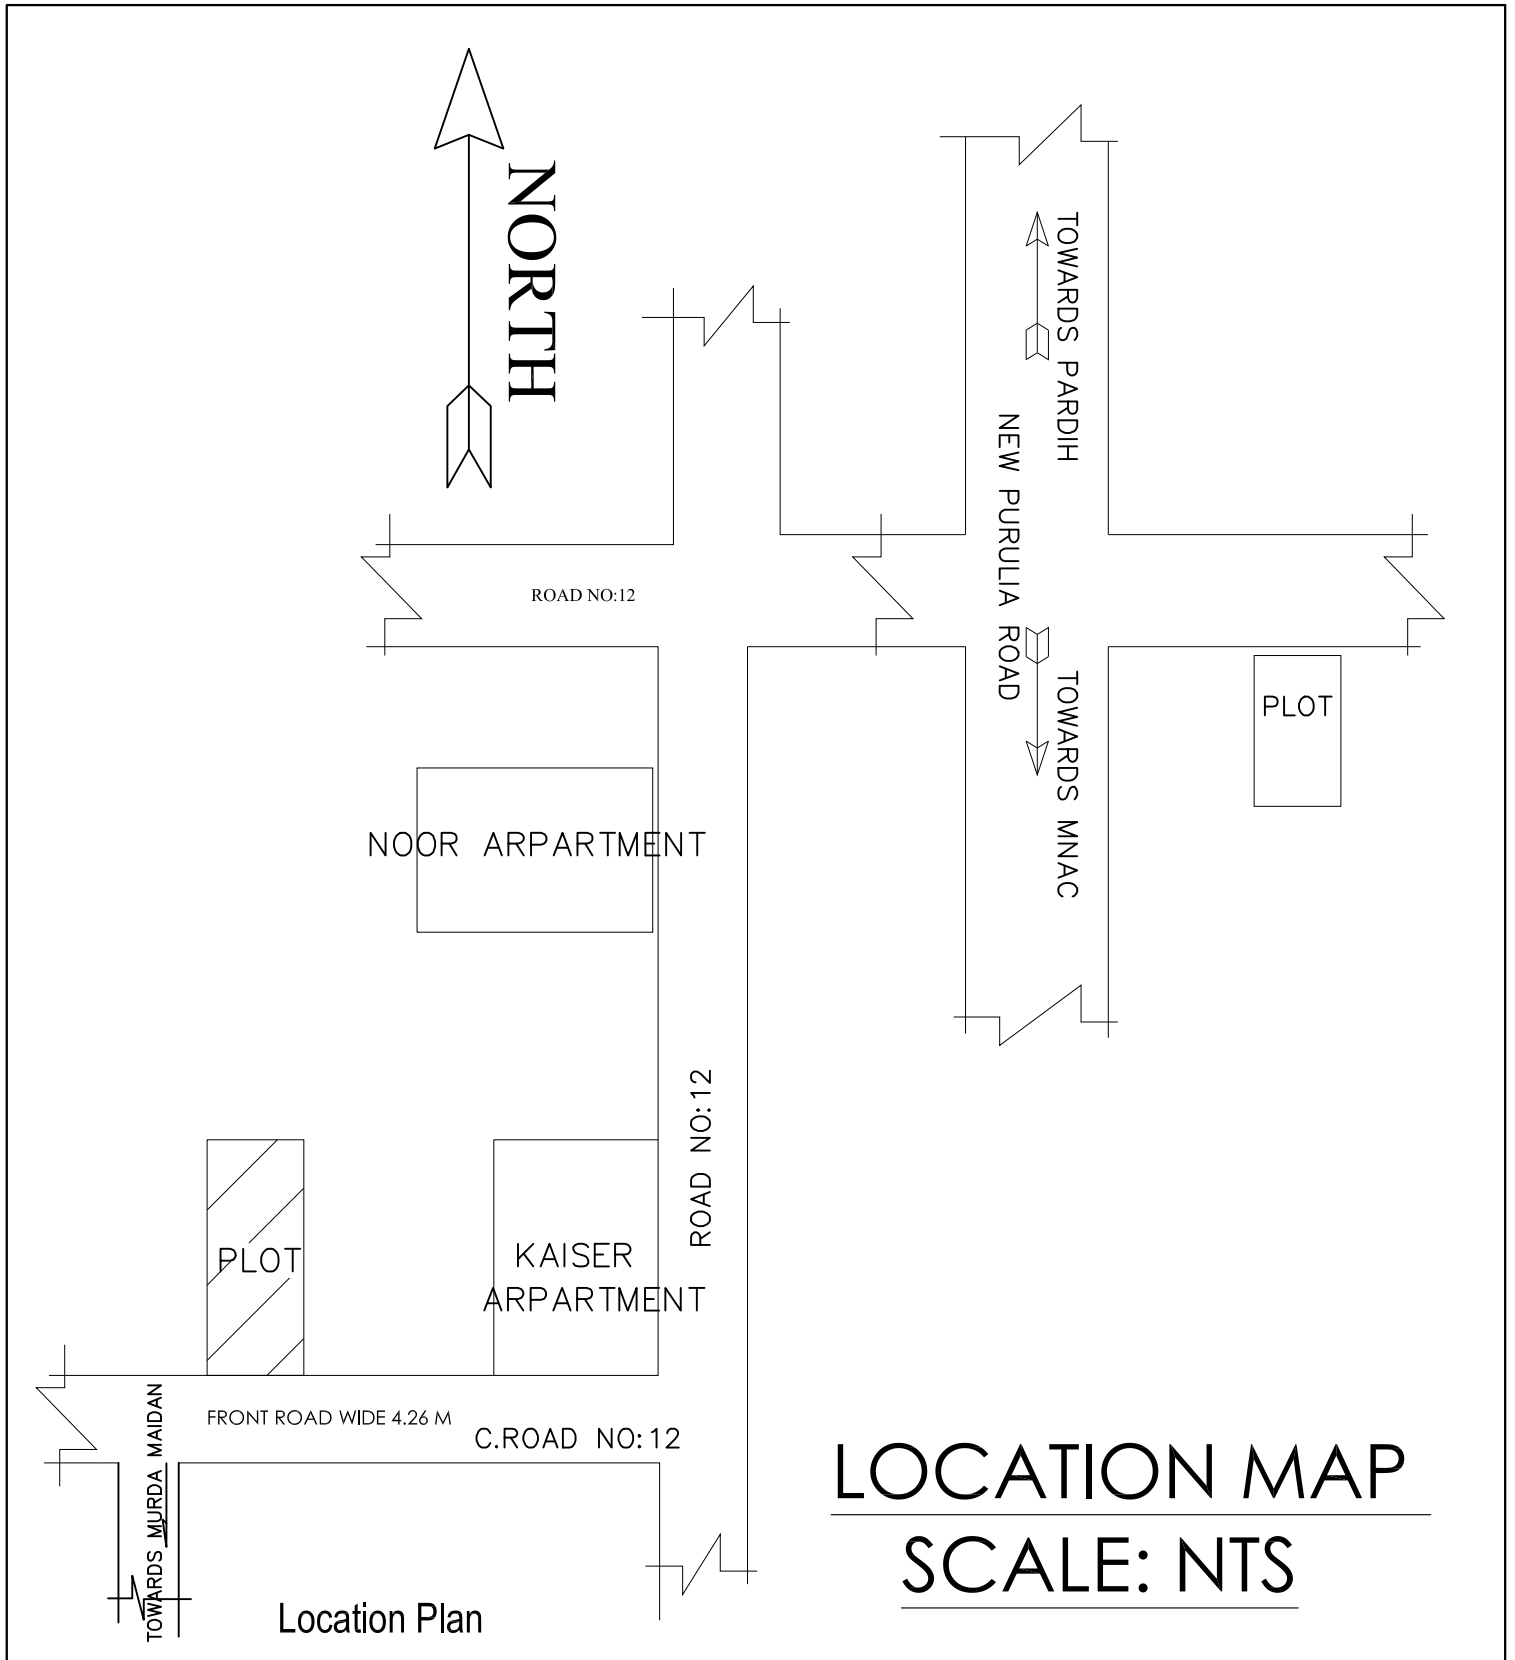 NORTH
TOWARDS PARDIH
NEW PURULIA ROAD
ROAD NO:12
TOWARDS MNAC
PLOT
NOOR ARPARTMENT
ROAD NO:12
PLOT
KAISER
ARPARTMENT
TOWARDS MURDA MAIDAN
FRONT ROAD WIDE 4.26 M
C.ROAD NO:12
LOCATION MAP
SCALE: NTS
Location Plan